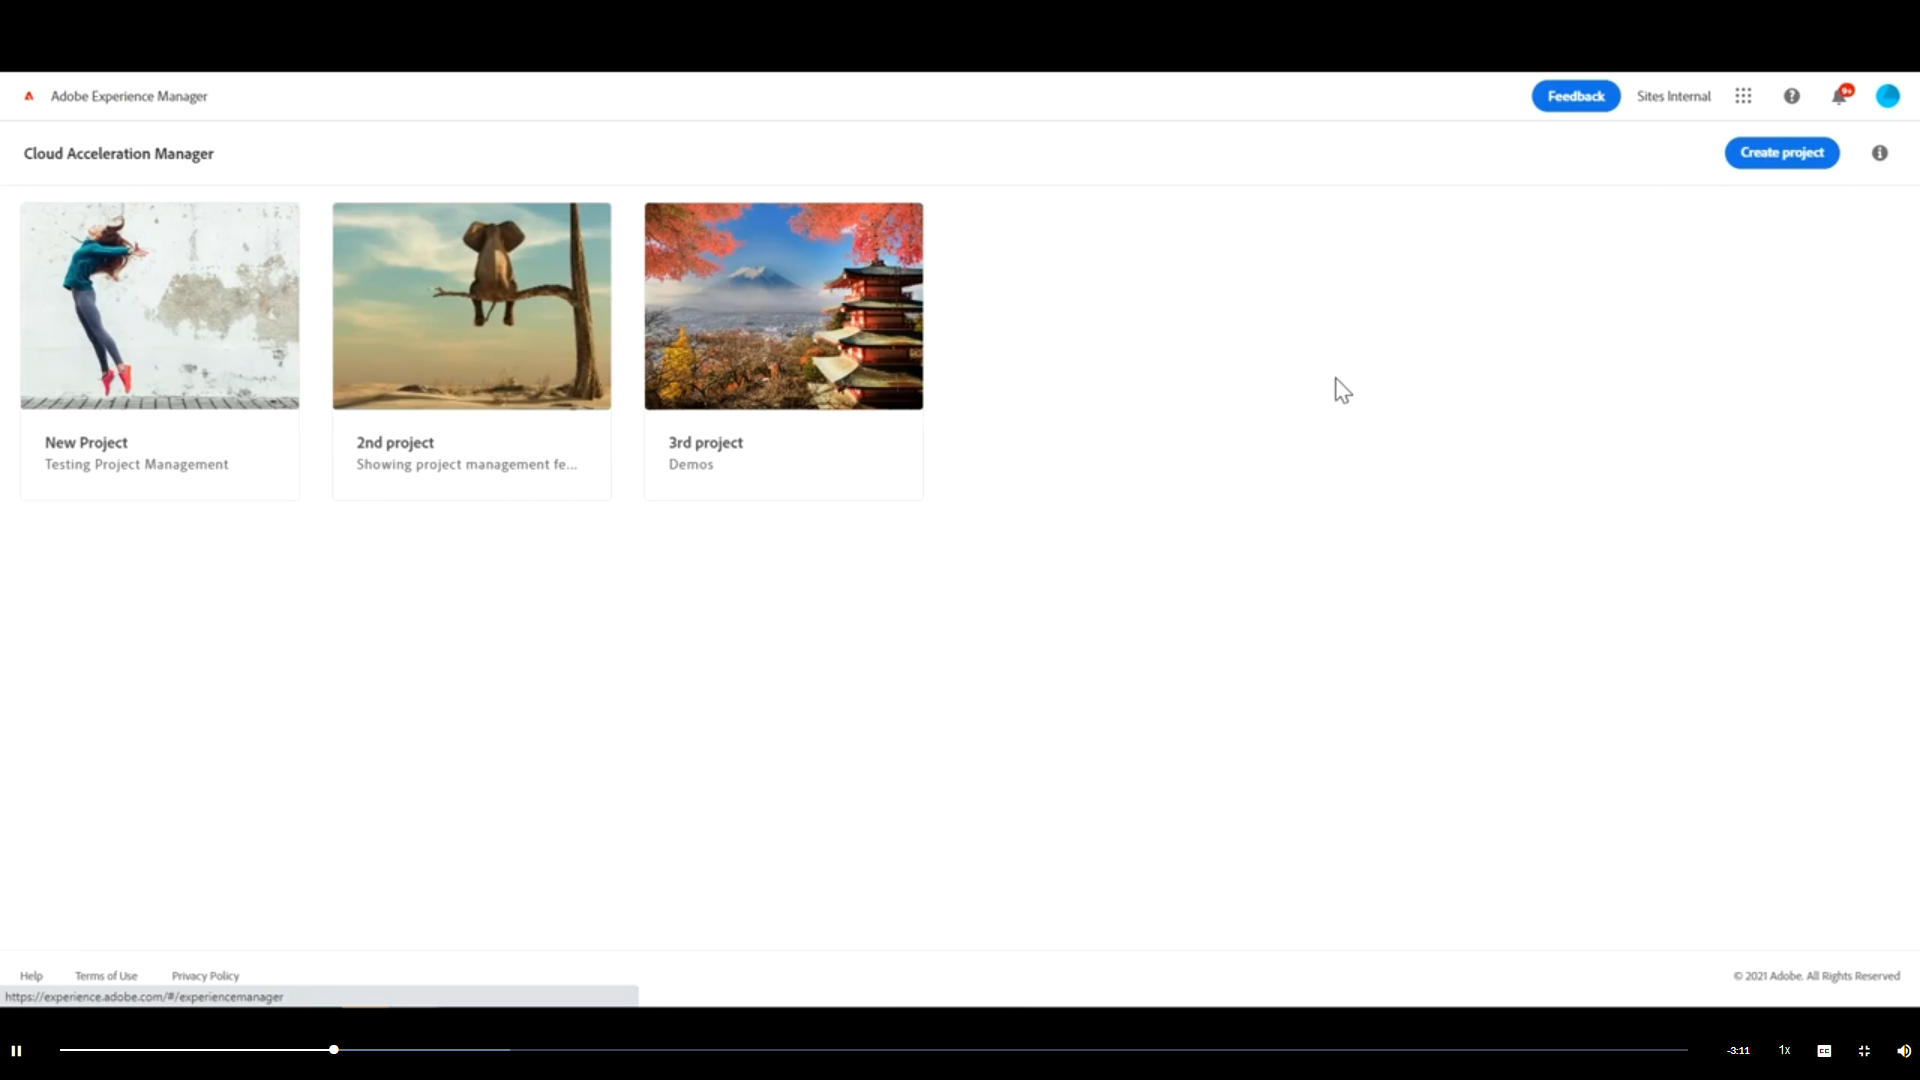 Adobe Experience Manager
Feedback
Sites Internal
9+
Cloud Acceleration Manager
Create project
New Project
Testing Project Management
2nd project
Showing project management fe...
3rd project
Demos
Help
Terms of Use
Privacy Policy
© 2021 Adobe. All Rights Reserved
https://experience.adobe.com/#/experiencemanager
-3:11
1x
CC